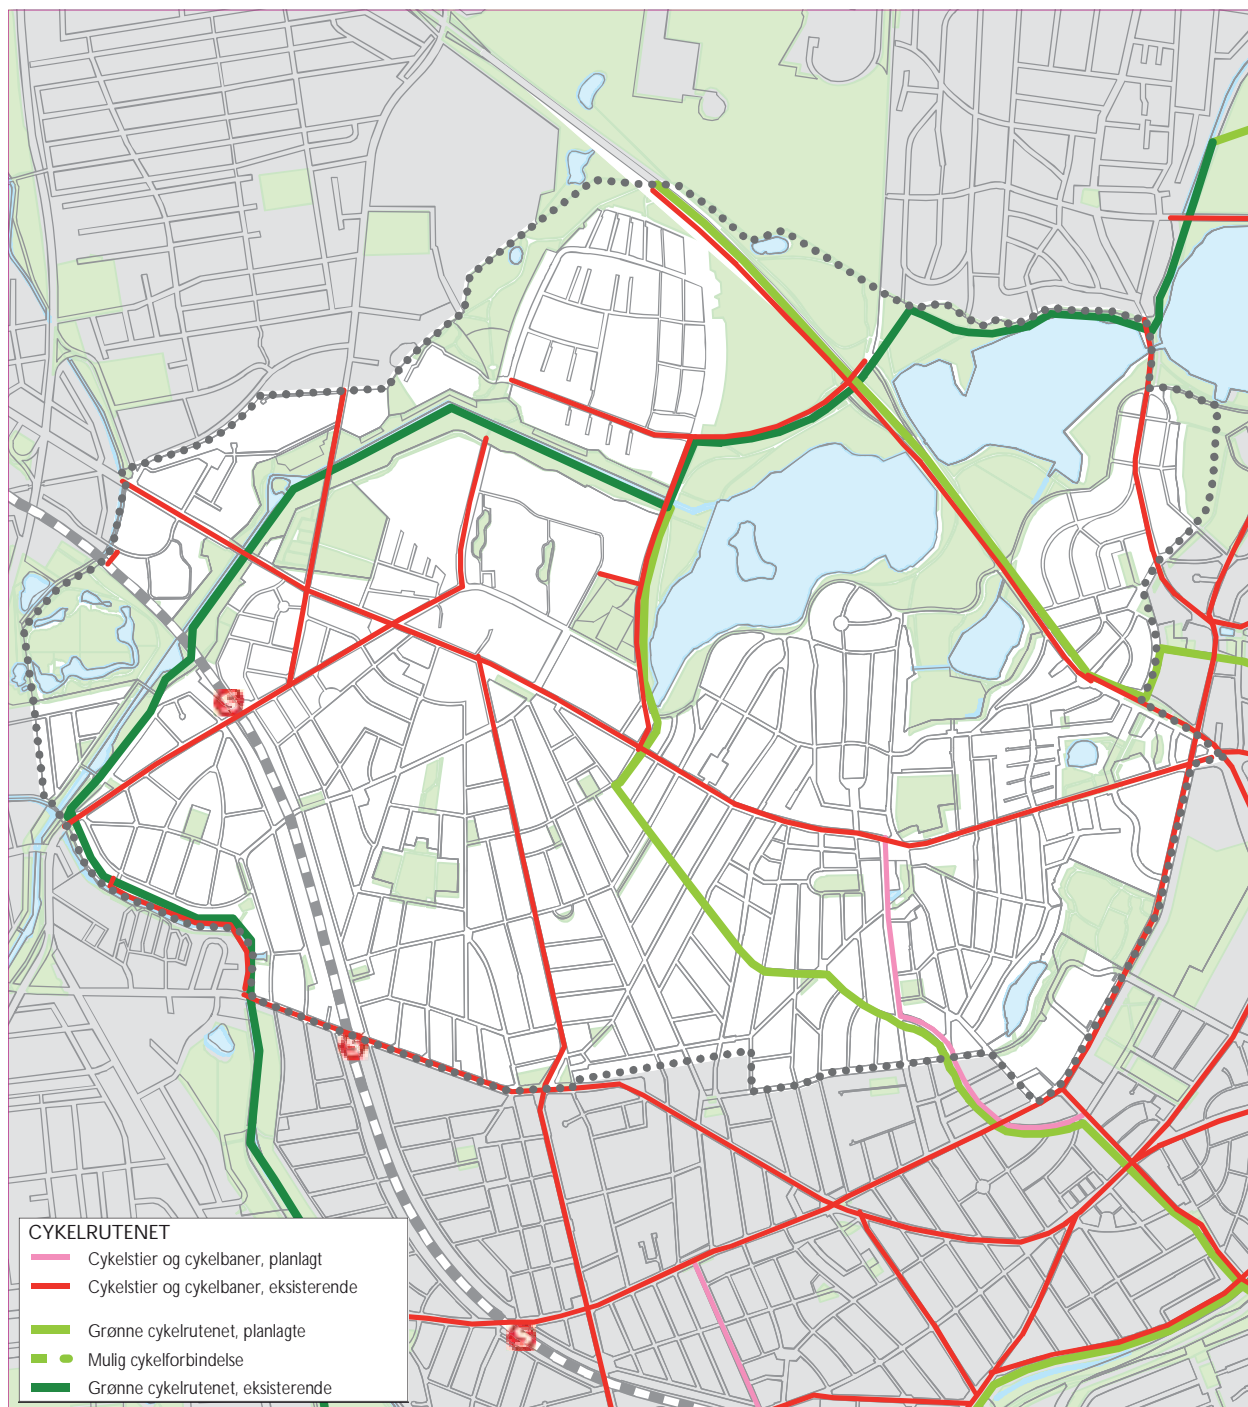 S
S
S
CYKELRUTENET
Cykelstier og cykelbaner, planlagt
Cykelstier og cykelbaner, eksisterende
Grønne cykelrutenet, planlagte
Mulig cykelforbindelse
Grønne cykelrutenet, eksisterende